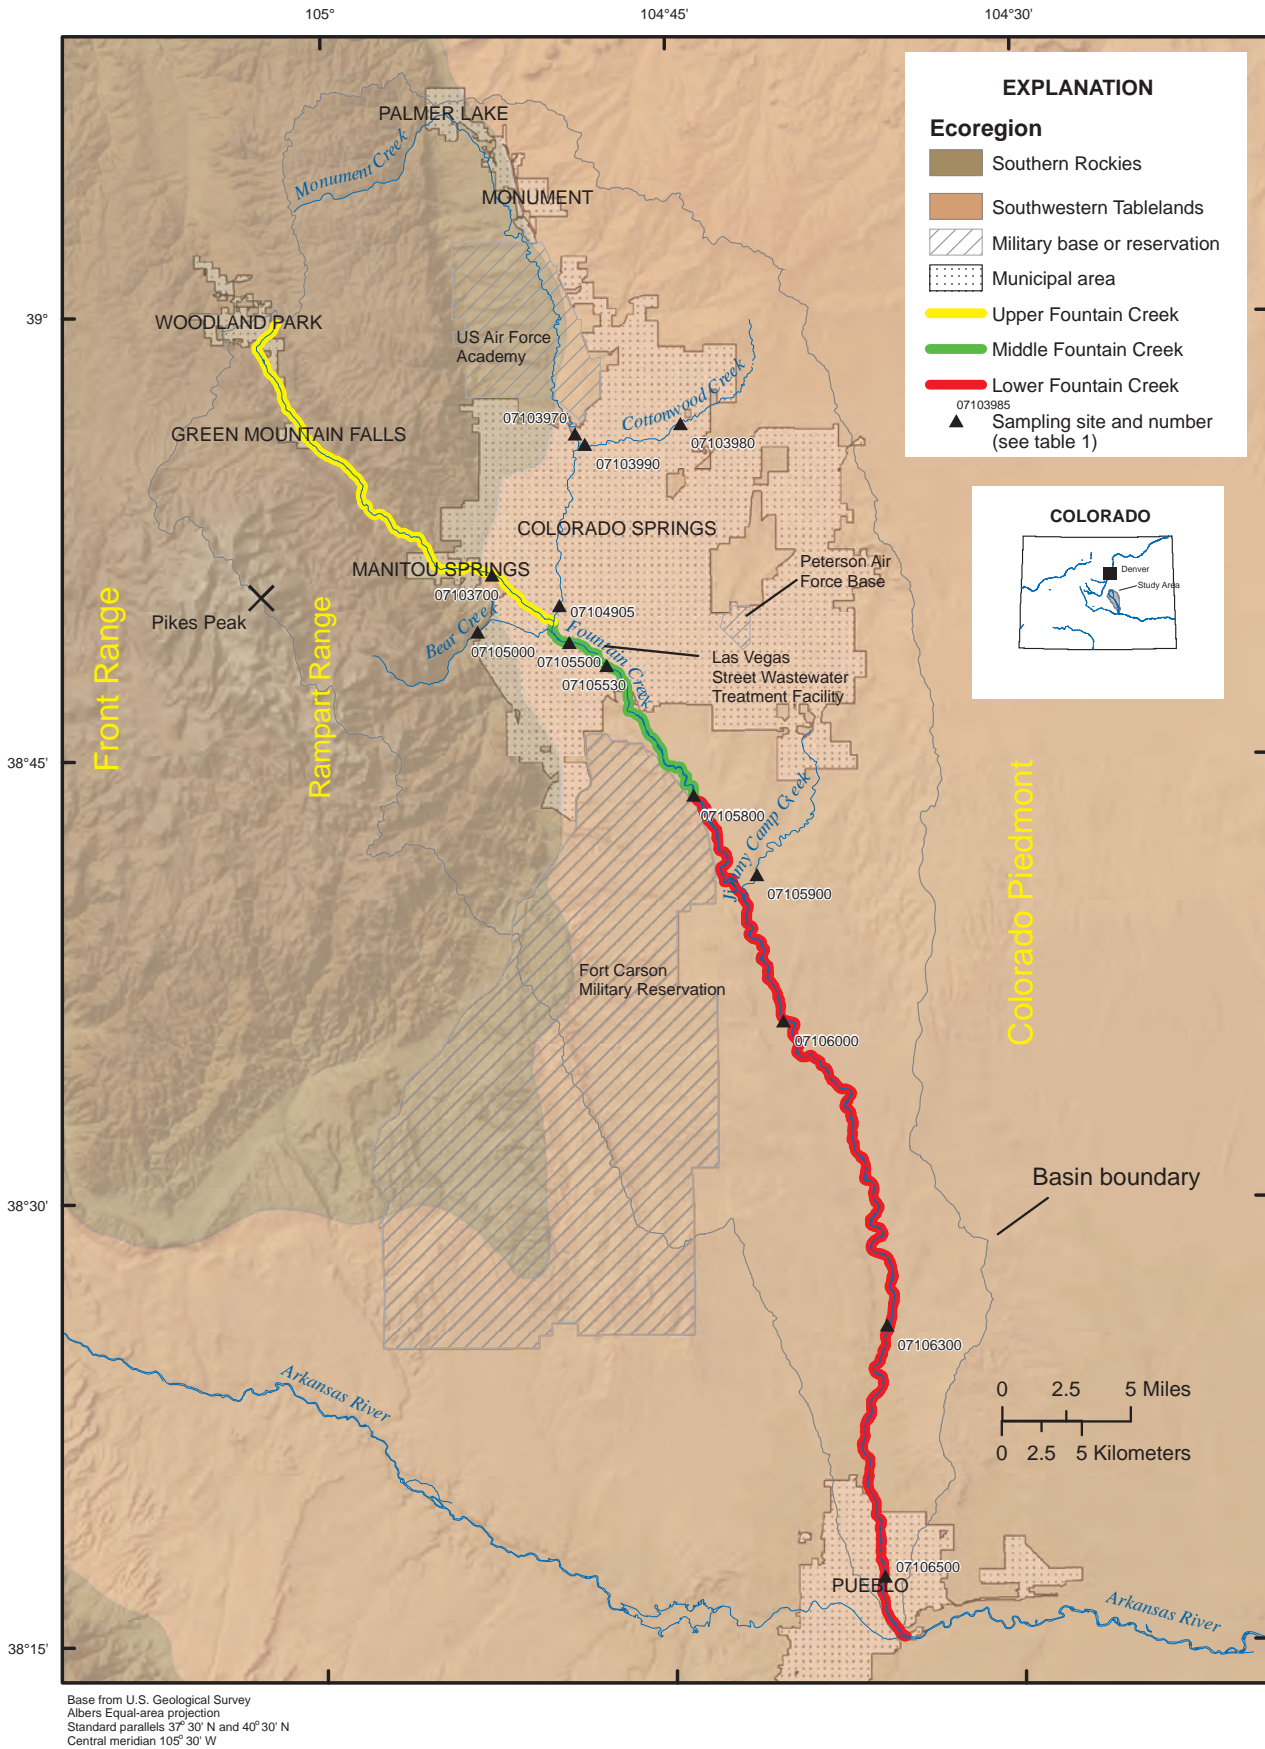 105°
104°45'
104°30'
EXPLANATION
Ecoregion
Southern Rockies
Southwestern Tablelands
Military base or reservation
Municipal area
Upper Fountain Creek
Middle Fountain Creek
Lower Fountain Creek
07103985
Sampling site and number
(see table 1)
COLORADO
Denver
Study Area
PALMER LAKE
Monument Creek
MONUMENT
39°
WOODLAND PARK
US Air Force
Academy
GREEN MOUNTAIN FALLS
07103970
Cottonwood Creek
07103980
07103990
COLORADO SPRINGS
Peterson Air
Force Base
MANITOU SPRINGS
07103700
07104905
Pikes Peak
Front Range
Rampart Range
Bear Creek
07105000
Fountain Creek
07105500
07105530
Las Vegas
Street Wastewater
Treatment Facility
38°45'
Jimmy Camp Creek
07105800
07105900
Colorado Piedmont
Fort Carson
Military Reservation
07106000
38°30'
Basin boundary
07106300
Arkansas River
0 2.5 5 Miles
0 2.5 5 Kilometers
07106500
PUEBLO
Arkansas River
38°15'
Base from U.S. Geological Survey
Albers Equal-area projection
Standard parallels 37° 30' N and 40° 30' N
Central meridian 105° 30' W